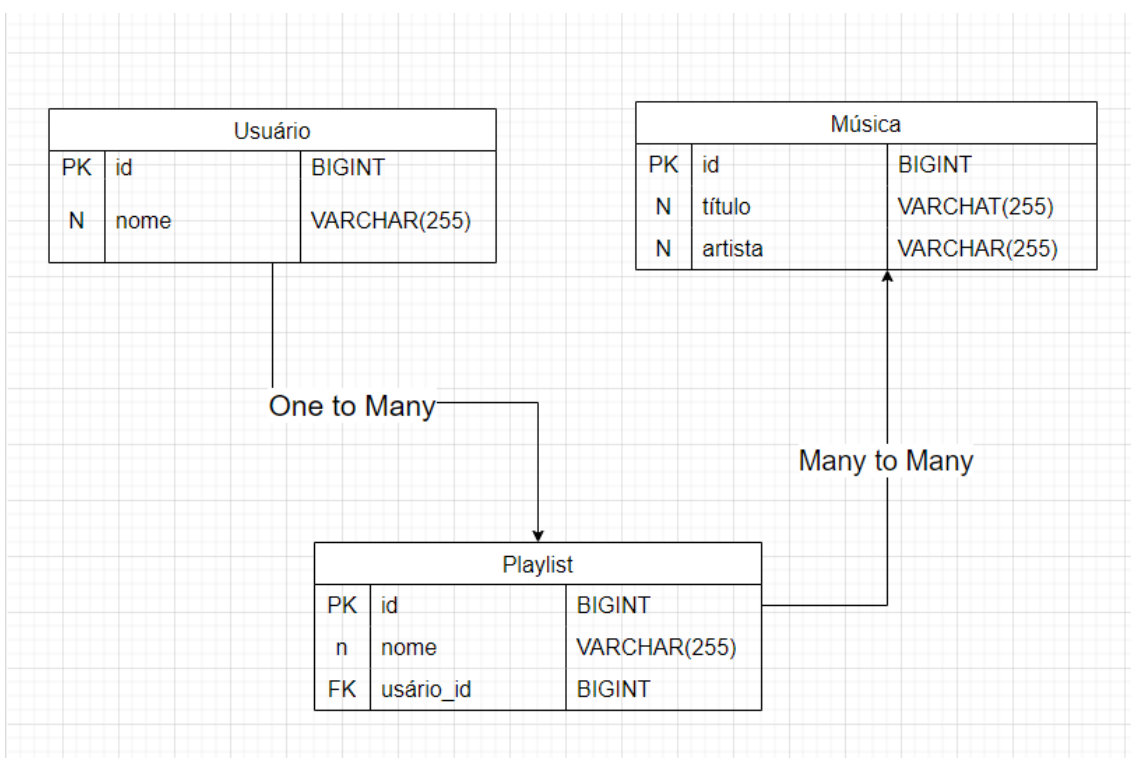 Usuário
PK id BIGINT
N nome VARCHAR(255)
Música
PK id BIGINT
N título VARCHAT(255)
N artista VARCHAR(255)
One to Many
Many to Many
Playlist
PK id BIGINT
n nome VARCHAR(255)
FK usário_id BIGINT